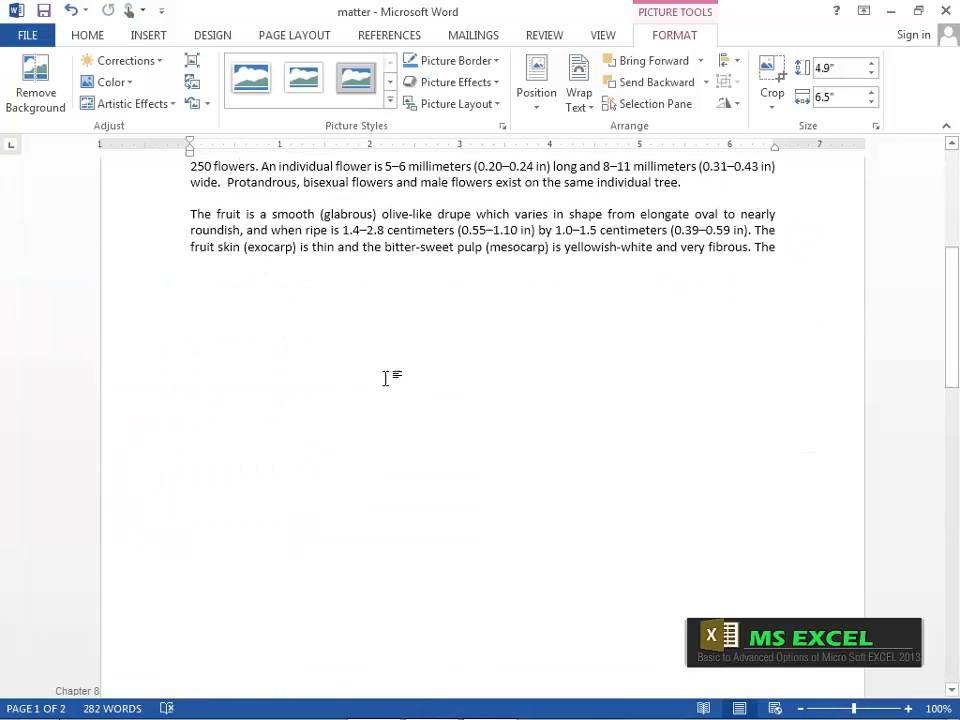 matter - Microsoft Word
PICTURE TOOLS
?
FILE
HOME
INSERT
DESIGN
PAGE LAYOUT
REFERENCES
MAILINGS
REVIEW
VIEW
FORMAT
Sign in
Remove
Background
Corrections
Color
Artistic Effects
Adjust
Picture Styles
Picture Border
Picture Effects
Picture Layout
Position
Wrap
Text
Bring Forward
Send Backward
Selection Pane
Arrange
Crop
4.9"
6.5"
Size
1 1 2 3 4 5 6 7
250 flowers. An individual flower is 5–6 millimeters (0.20–0.24 in) long and 8–11 millimeters (0.31–0.43 in)
wide. Protandrous, bisexual flowers and male flowers exist on the same individual tree.
The fruit is a smooth (glabrous) olive-like drupe which varies in shape from elongate oval to nearly
roundish, and when ripe is 1.4–2.8 centimeters (0.55–1.10 in) by 1.0–1.5 centimeters (0.39–0.59 in). The
fruit skin (exocarp) is thin and the bitter-sweet pulp (mesocarp) is yellowish-white and very fibrous. The
MS EXCEL
Basic to Advanced Options of Micro Soft EXCEL 2013
Chapter 8
PAGE 1 OF 2
282 WORDS
100%